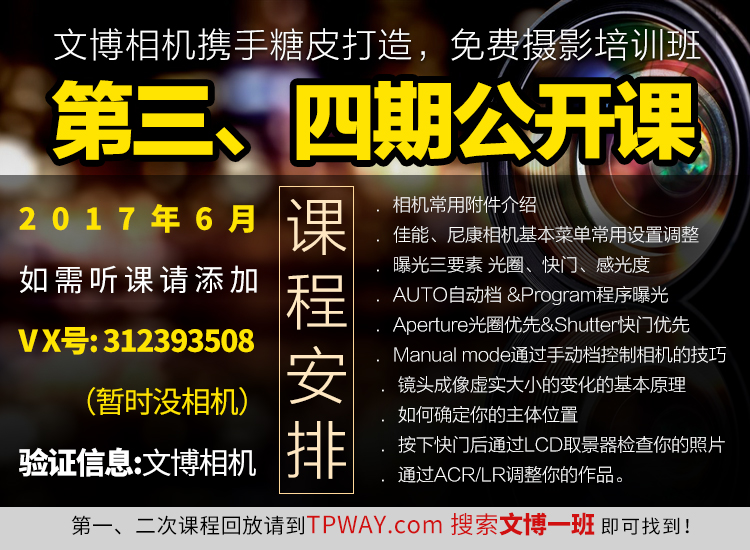 文博相机携手糖皮打造，免费摄影培训班
第三、四期公开课
2017年6月
如需听课请添加
VX号: 312393508
（暂时没相机）
验证信息:文博相机
课程安排
. 相机常用附件介绍
. 佳能、尼康相机基本菜单常用设置调整
. 曝光三要素 光圈、快门、感光度
. AUTO自动档 &Program程序曝光
. Aperture光圈优先&Shutter快门优先
. Manual mode通过手动档控制相机的技巧
. 镜头成像虚实大小的变化的基本原理
. 如何确定你的主体位置
. 按下快门后通过LCD取景器检查你的照片
. 通过ACR/LR调整你的作品。
第一、二次课程回放请到TPWAY.com 搜索文博一班 即可找到！